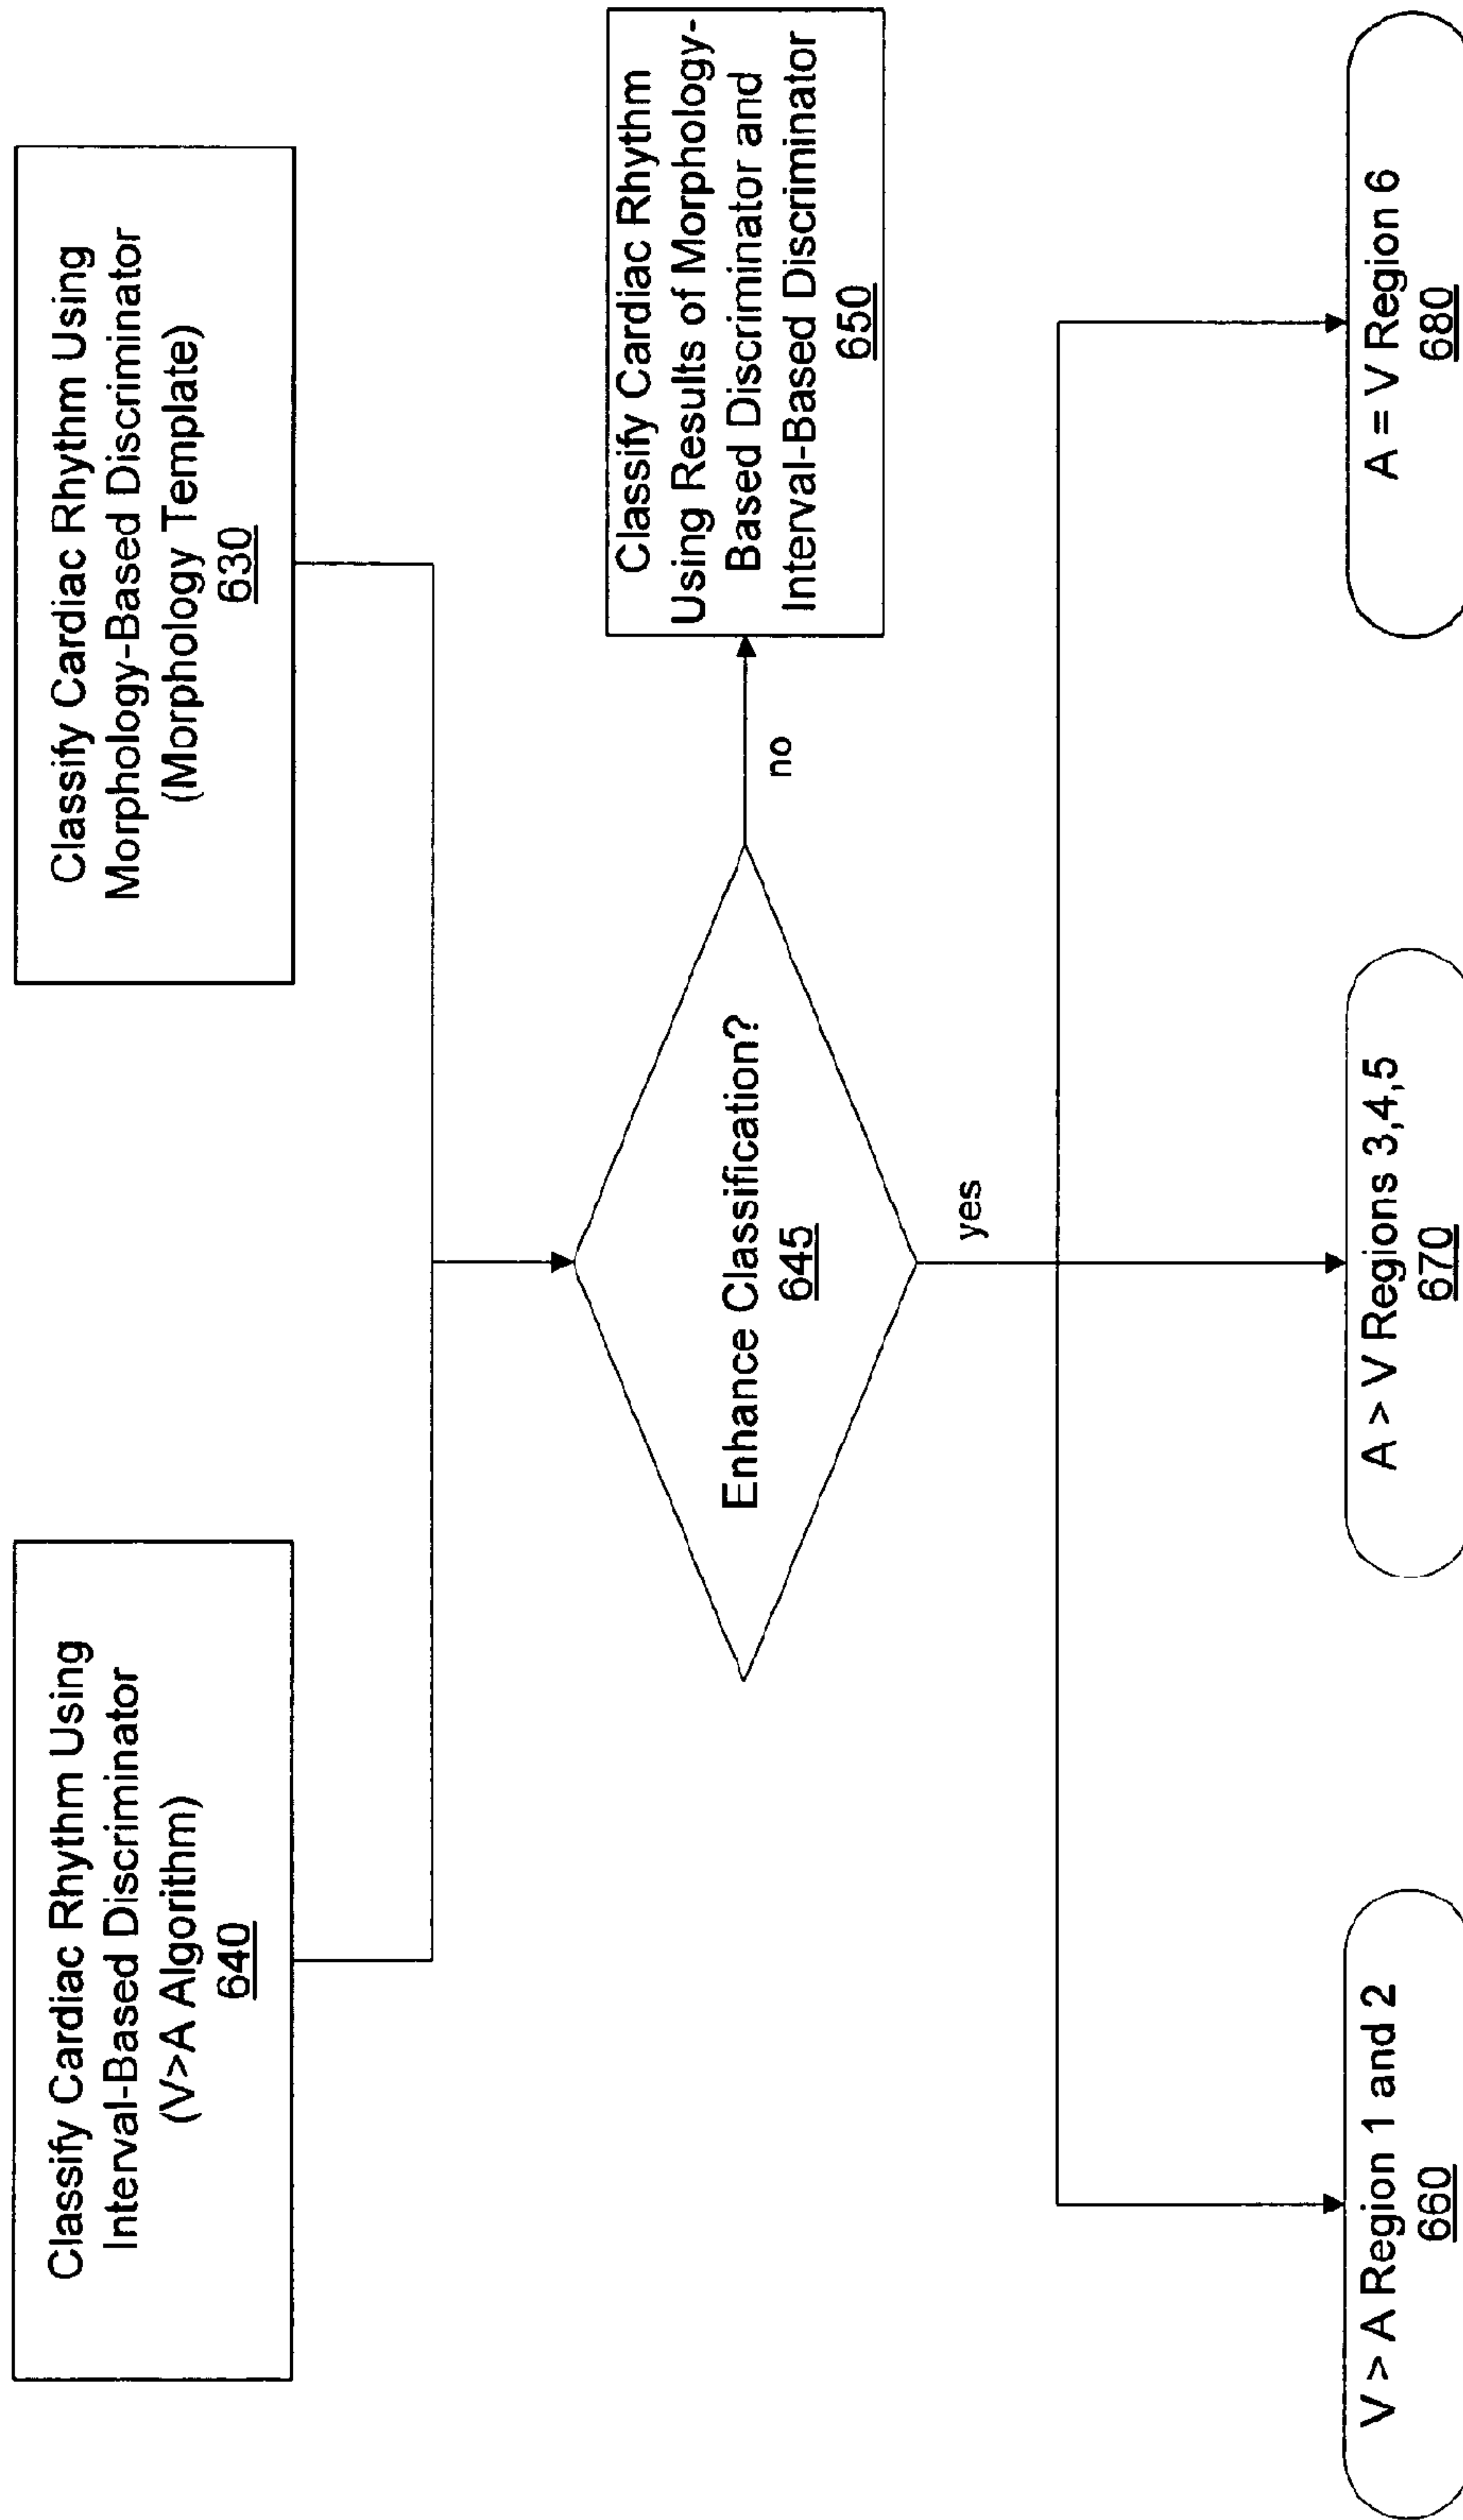 Classify Cardiac Rhythm Using
Interval-Based Discriminator
(V>A Algorithm)
640
Classify Cardiac Rhythm Using
Morphology-Based Discriminator
(Morphology Template)
630
Enhance Classification?
645
no
Classify Cardiac Rhythm
Using Results of Morphology-
Based Discriminator and
Interval-Based Discriminator
650
yes
V > A Region 1 and 2
660
A > V Regions 3,4,5
670
A = V Region 6
680